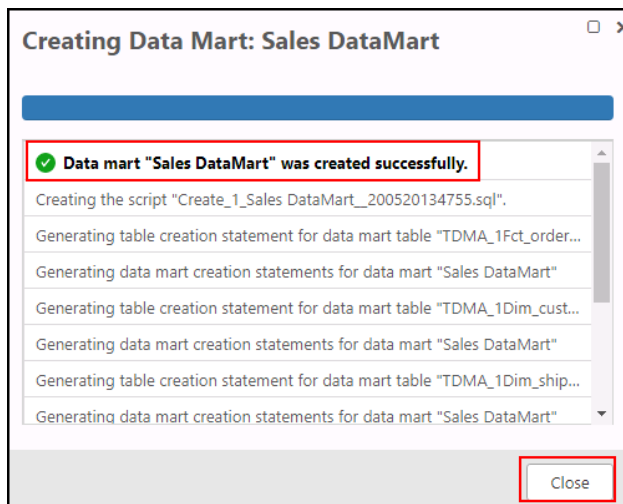 Creating Data Mart: Sales DataMart
Data mart "Sales DataMart" was created successfully.
Creating the script "Create_1_Sales DataMart__200520134755.sql".
Generating table creation statement for data mart table "TDMA_1Fct_order...
Generating data mart creation statements for data mart "Sales DataMart"
Generating table creation statement for data mart table "TDMA_1Dim_cust...
Generating data mart creation statements for data mart "Sales DataMart"
Generating table creation statement for data mart table "TDMA_1Dim_ship...
Generating data mart creation statements for data mart "Sales DataMart"
Close